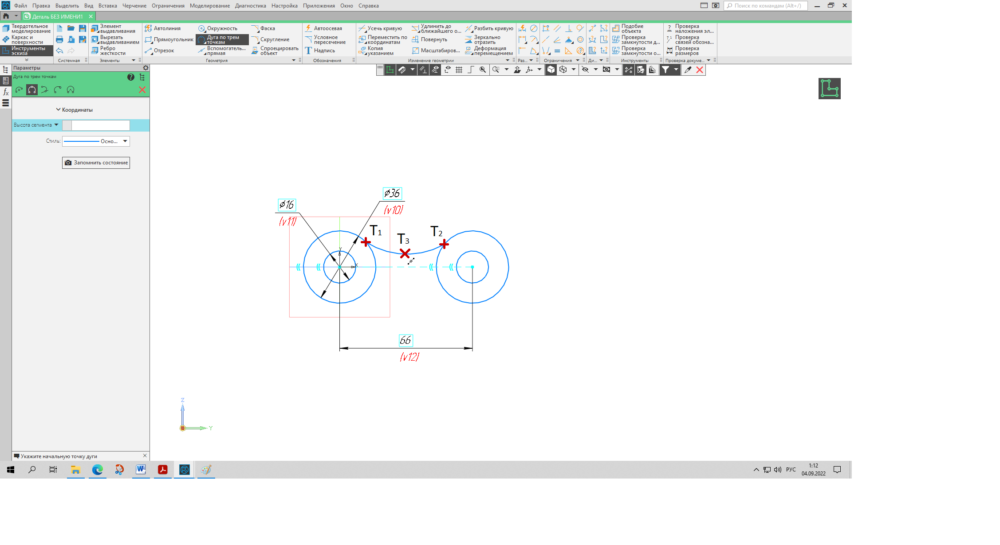 Файл Правка Выделить Вид Вставка Черчение Ограничения Моделирование Диагностика Настройка Приложения Окно Справка
Поиск по командам (Alt+/)
Деталь БЕЗ ИМЕНИ1
Твердотельное моделирование
Каркас и поверхности
Инструменты эскиза
Системная
Элемент выдавливания
Вырезать выдавливанием
Ребро жесткости
Элементы
Автолиния
Прямоугольник
Отрезок
Окружность
Дуга по трем точкам
Вспомогатель... прямая
Фаска
Скругление
Спроецировать объект
Геометрия
Автоосевая
Условное пересечение
Надпись
Обозначения
Усечь кривую
Переместить по координатам
Копия указанием
Удлинить до ближайшего о...
Повернуть
Масштабиров...
Разбить кривую
Зеркально отразить
Деформация перемещением
Изменение геометрии
Раз...
Ограничения
Ди...
Подобие объекта
Проверка замкнутости д...
Проверка замкнутости о...
Инструменты
Проверка наложения эл...
Проверка связей обозна...
Проверка размеров
Проверка докуме...
Параметры
Дуга по трем точкам
Координаты
Высота сегмента
Стиль:
Осно...
Запомнить состояние
Укажите начальную точку дуги
⌀36
(v10)
⌀16
(v11)
T1
T3
T2
Y
X
66
(v12)
Z
Y
РУС
1:12
04.09.2022